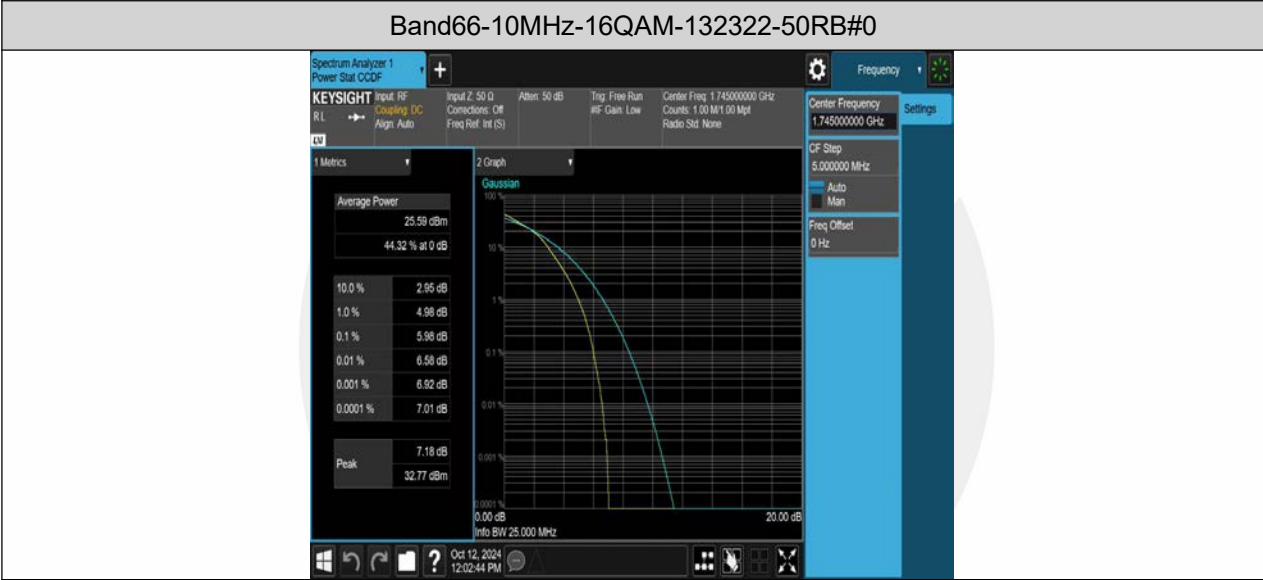 Band66-10MHz-16QAM-132322-50RB#0
Spectrum Analyzer 1
Power Stat CCDF
+
Frequency
KEYSIGHT
RL
Input: RF
Coupling: DC
Align: Auto
Input Z: 50 Ω
Corrections: Off
Freq Ref: Int (S)
Atten: 50 dB
Trig: Free Run
#IF Gain: Low
Center Freq: 1.745000000 GHz
Counts: 1.00 M/1.00 Mpt
Radio Std: None
Center Frequency
1.745000000 GHz
Settings
CF Step
5.000000 MHz
Auto
Man
Freq Offset
0 Hz
1 Metrics
Average Power
25.59 dBm
44.32 % at 0 dB
10.0 % 2.95 dB
1.0 % 4.98 dB
0.1 % 5.98 dB
0.01 % 6.58 dB
0.001 % 6.92 dB
0.0001 % 7.01 dB
Peak
7.18 dB
32.77 dBm
2 Graph
Gaussian
100 %
10 %
1 %
0.1 %
0.01 %
0.001 %
0.0001 %
0.00 dB
20.00 dB
Info BW 25.000 MHz
?
Oct 12, 2024
12:02:44 PM